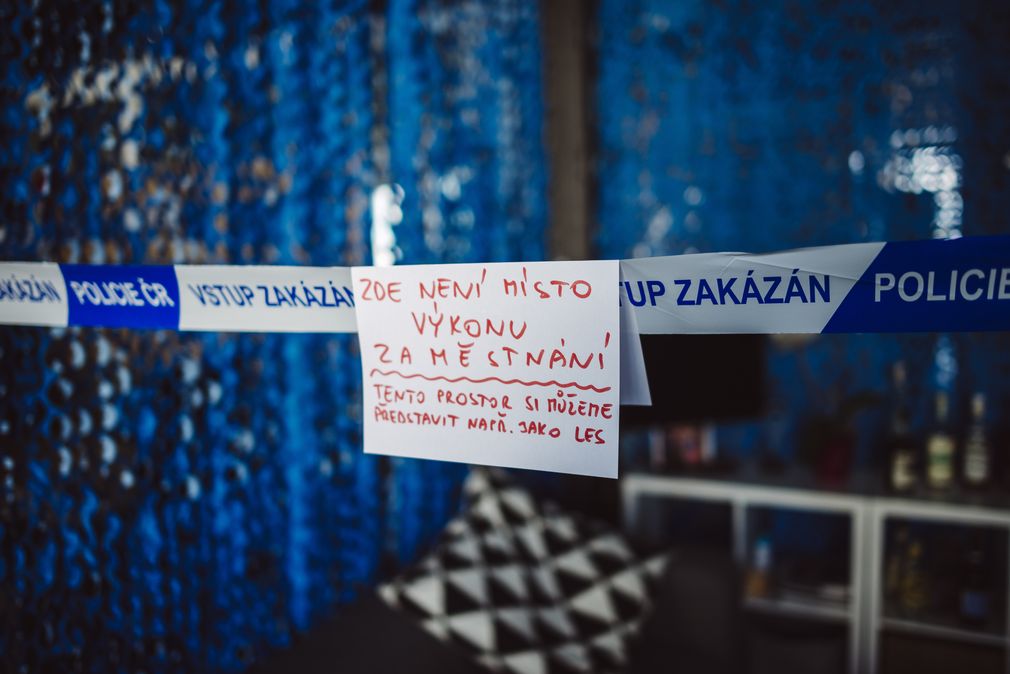 ZAKÁZÁN POLICIE ČR VSTUP ZAKÁZÁN
TUP ZAKÁZÁN POLICIE
ZDE NENÍ MÍSTO
VÝKONU
ZAMĚSTNÁNÍ
TENTO PROSTOR SI MŮŽEME
PŘEDSTAVIT NAPŘ. JAKO LES